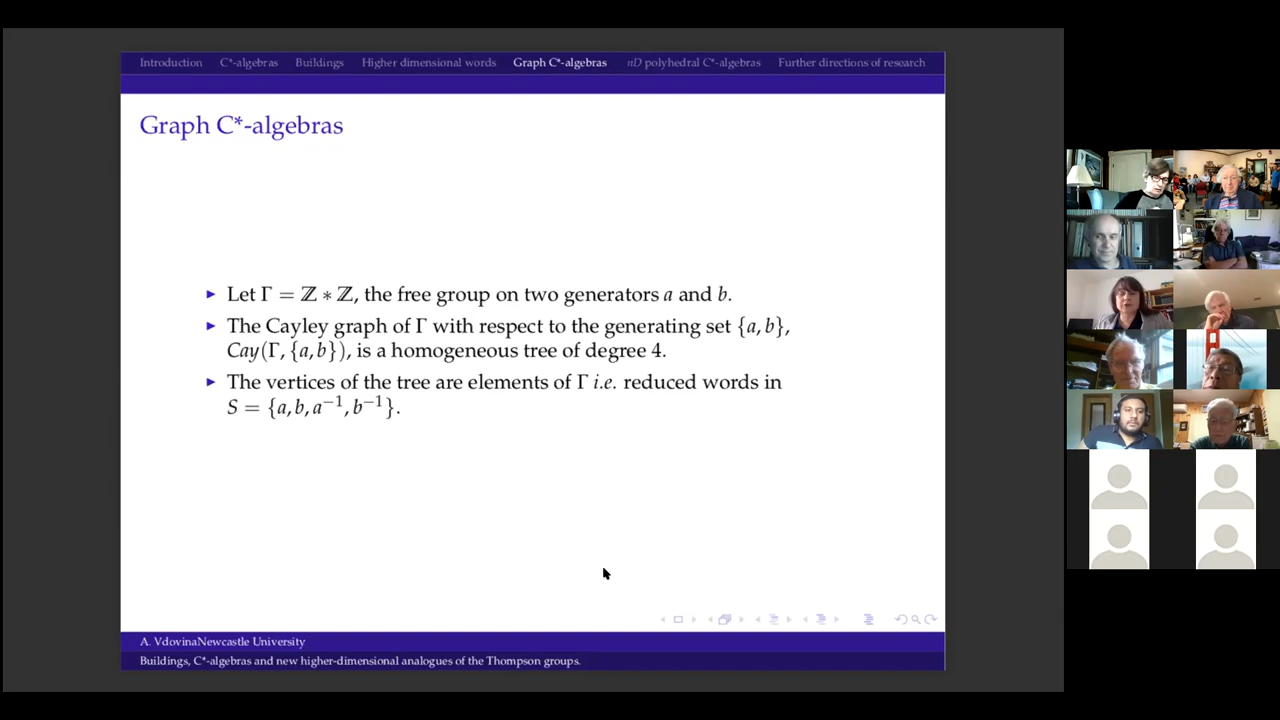 Introduction C*-algebras Buildings Higher dimensional words Graph C*-algebras nD polyhedral C*-algebras Further directions of research
Graph C*-algebras
Let Γ = ℤ ∗ ℤ, the free group on two generators a and b.
The Cayley graph of Γ with respect to the generating set {a, b},
Cay(Γ, {a, b}), is a homogeneous tree of degree 4.
The vertices of the tree are elements of Γ i.e. reduced words in
S = {a, b, a⁻¹, b⁻¹}.
A. VdovinaNewcastle University
Buildings, C*-algebras and new higher-dimensional analogues of the Thompson groups.